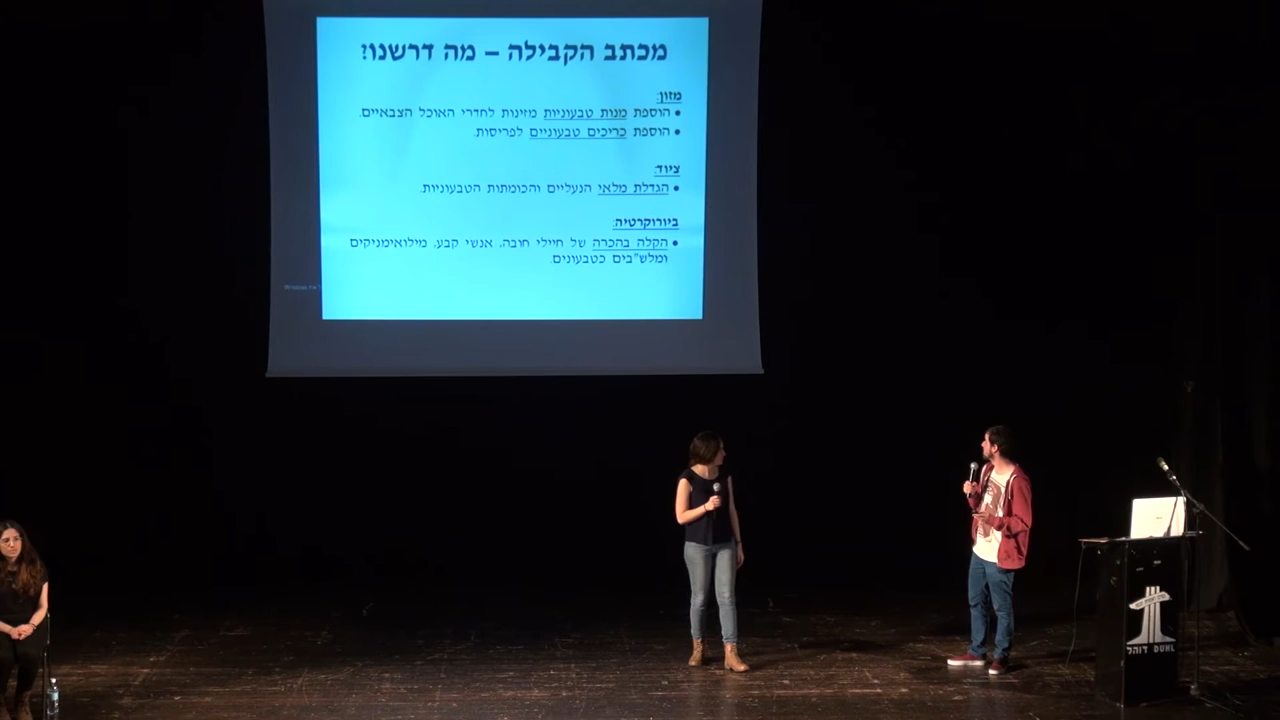 מכתב הקבילה – מה דרשנו?
מזון:
• הוספת מנות טבעוניות מזינות לחדרי האוכל הצבאיים.
• הוספת כריכים טבעוניים לפריסות.
ציוד:
• הגדלת מלאי הנעליים והכומתות הטבעוניות.
ביורוקרטיה:
• הקלה בהכרה של חיילי חובה, אנשי קבע, מילואימניקים
ומלש"בים כטבעונים.
דוהל DUHL